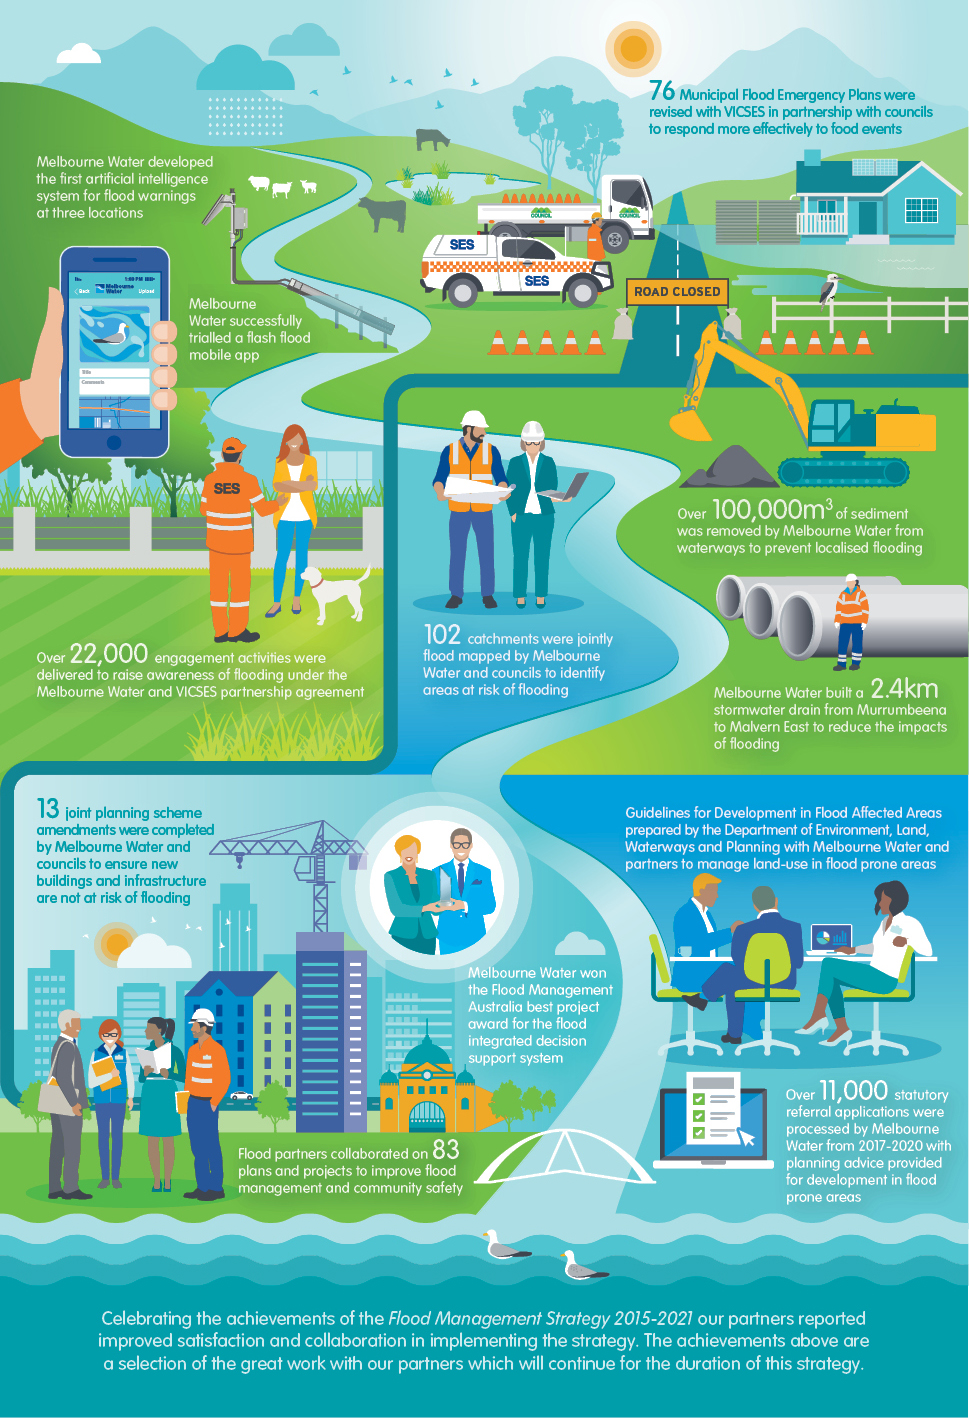 76 Municipal Flood Emergency Plans were
revised with VICSES in partnership with councils
to respond more effectively to food events
Melbourne Water developed
the first artificial intelligence
system for flood warnings
at three locations
COUNCIL
COUNCIL
SES
SES
ROAD CLOSED
1:09 PM
Back
Melbourne
Water
Upload
Title
Comments
Melbourne
Water successfully
trialled a flash flood
mobile app
SES
Over 100,000m³ of sediment
was removed by Melbourne Water from
waterways to prevent localised flooding
Over 22,000 engagement activities were
delivered to raise awareness of flooding under the
Melbourne Water and VICSES partnership agreement
102 catchments were jointly
flood mapped by Melbourne
Water and councils to identify
areas at risk of flooding
Melbourne Water built a 2.4km
stormwater drain from Murrumbeena
to Malvern East to reduce the impacts
of flooding
13 joint planning scheme
amendments were completed
by Melbourne Water and
councils to ensure new
buildings and infrastructure
are not at risk of flooding
Guidelines for Development in Flood Affected Areas
prepared by the Department of Environment, Land,
Waterways and Planning with Melbourne Water and
partners to manage land-use in flood prone areas
Melbourne Water won
the Flood Management
Australia best project
award for the flood
integrated decision
support system
Over 11,000 statutory
referral applications were
processed by Melbourne
Water from 2017-2020 with
planning advice provided
for development in flood
prone areas
Flood partners collaborated on 83
plans and projects to improve flood
management and community safety
Celebrating the achievements of the Flood Management Strategy 2015-2021 our partners reported
improved satisfaction and collaboration in implementing the strategy. The achievements above are
a selection of the great work with our partners which will continue for the duration of this strategy.